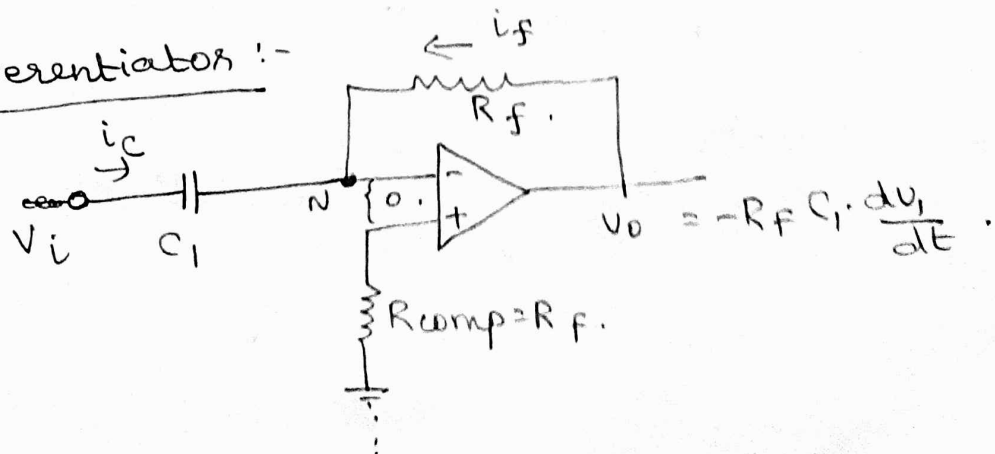 erentiator :-
← if
Rf .
ic
→
N { 0 .
-
+
Vi
C1
Vo = -Rf C1 . dv1/dt .
Rcomp = Rf .